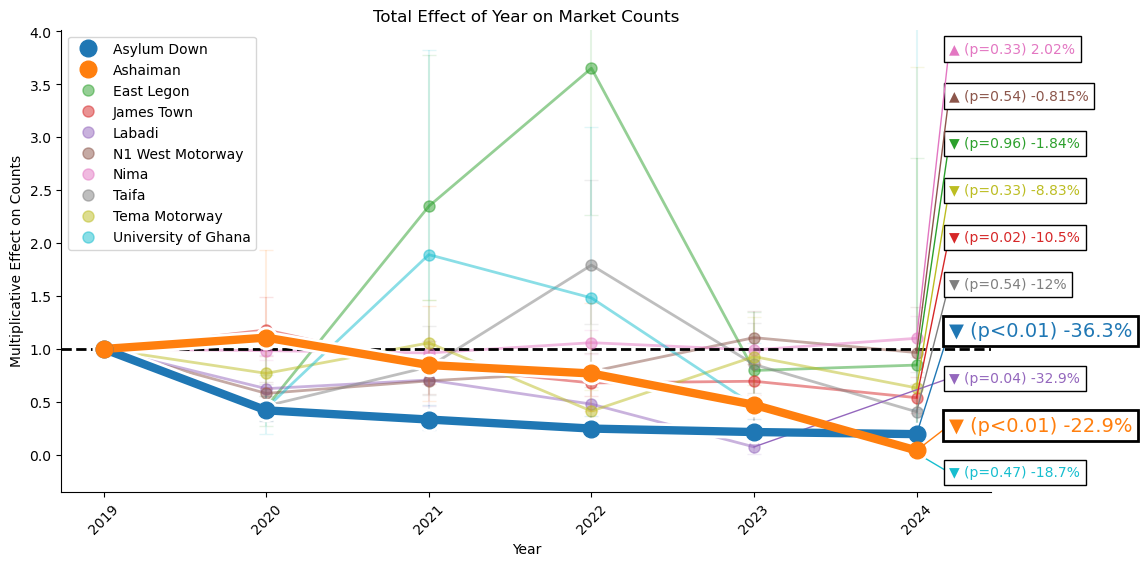 Total Effect of Year on Market Counts
Multiplicative Effect on Counts
4.0
3.5
3.0
2.5
2.0
1.5
1.0
0.5
0.0
Asylum Down
Ashaiman
East Legon
James Town
Labadi
N1 West Motorway
Nima
Taifa
Tema Motorway
University of Ghana
▲ (p=0.33) 2.02%
▲ (p=0.54) -0.815%
▼ (p=0.96) -1.84%
▼ (p=0.33) -8.83%
▼ (p=0.02) -10.5%
▼ (p=0.54) -12%
▼ (p<0.01) -36.3%
▼ (p=0.04) -32.9%
▼ (p<0.01) -22.9%
▼ (p=0.47) -18.7%
2019
2020
2021
2022
2023
2024
Year